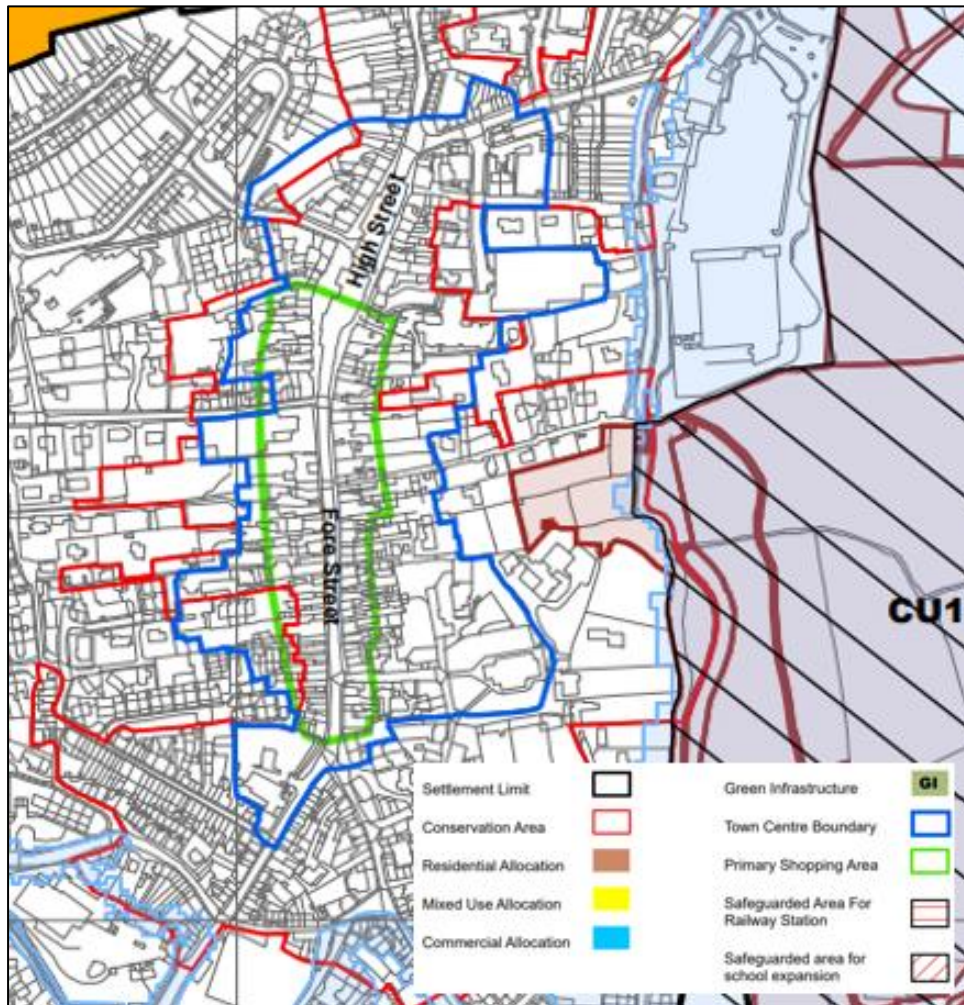 High Street
Fore Street
CU1
Settlement Limit
Conservation Area
Residential Allocation
Mixed Use Allocation
Commercial Allocation
Green Infrastructure
GI
Town Centre Boundary
Primary Shopping Area
Safeguarded Area For
Railway Station
Safeguarded area for
school expansion